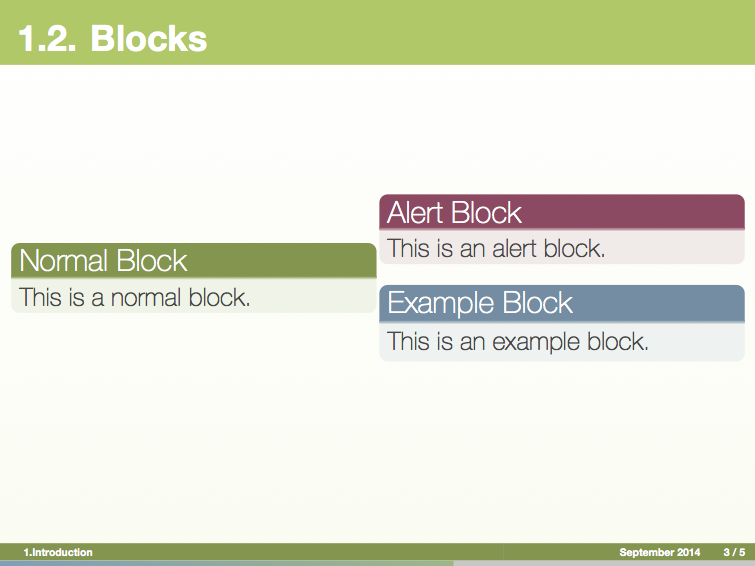 1.2. Blocks
Normal Block
This is a normal block.
Alert Block
This is an alert block.
Example Block
This is an example block.
1.Introduction
September 2014 3 / 5